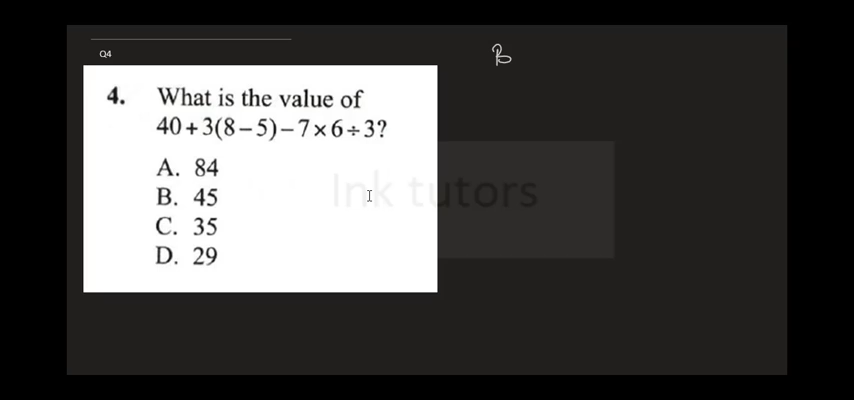 Q4
B
4. What is the value of
40+3(8−5)−7×6÷3?
A. 84
B. 45
C. 35
D. 29
Ink tutors